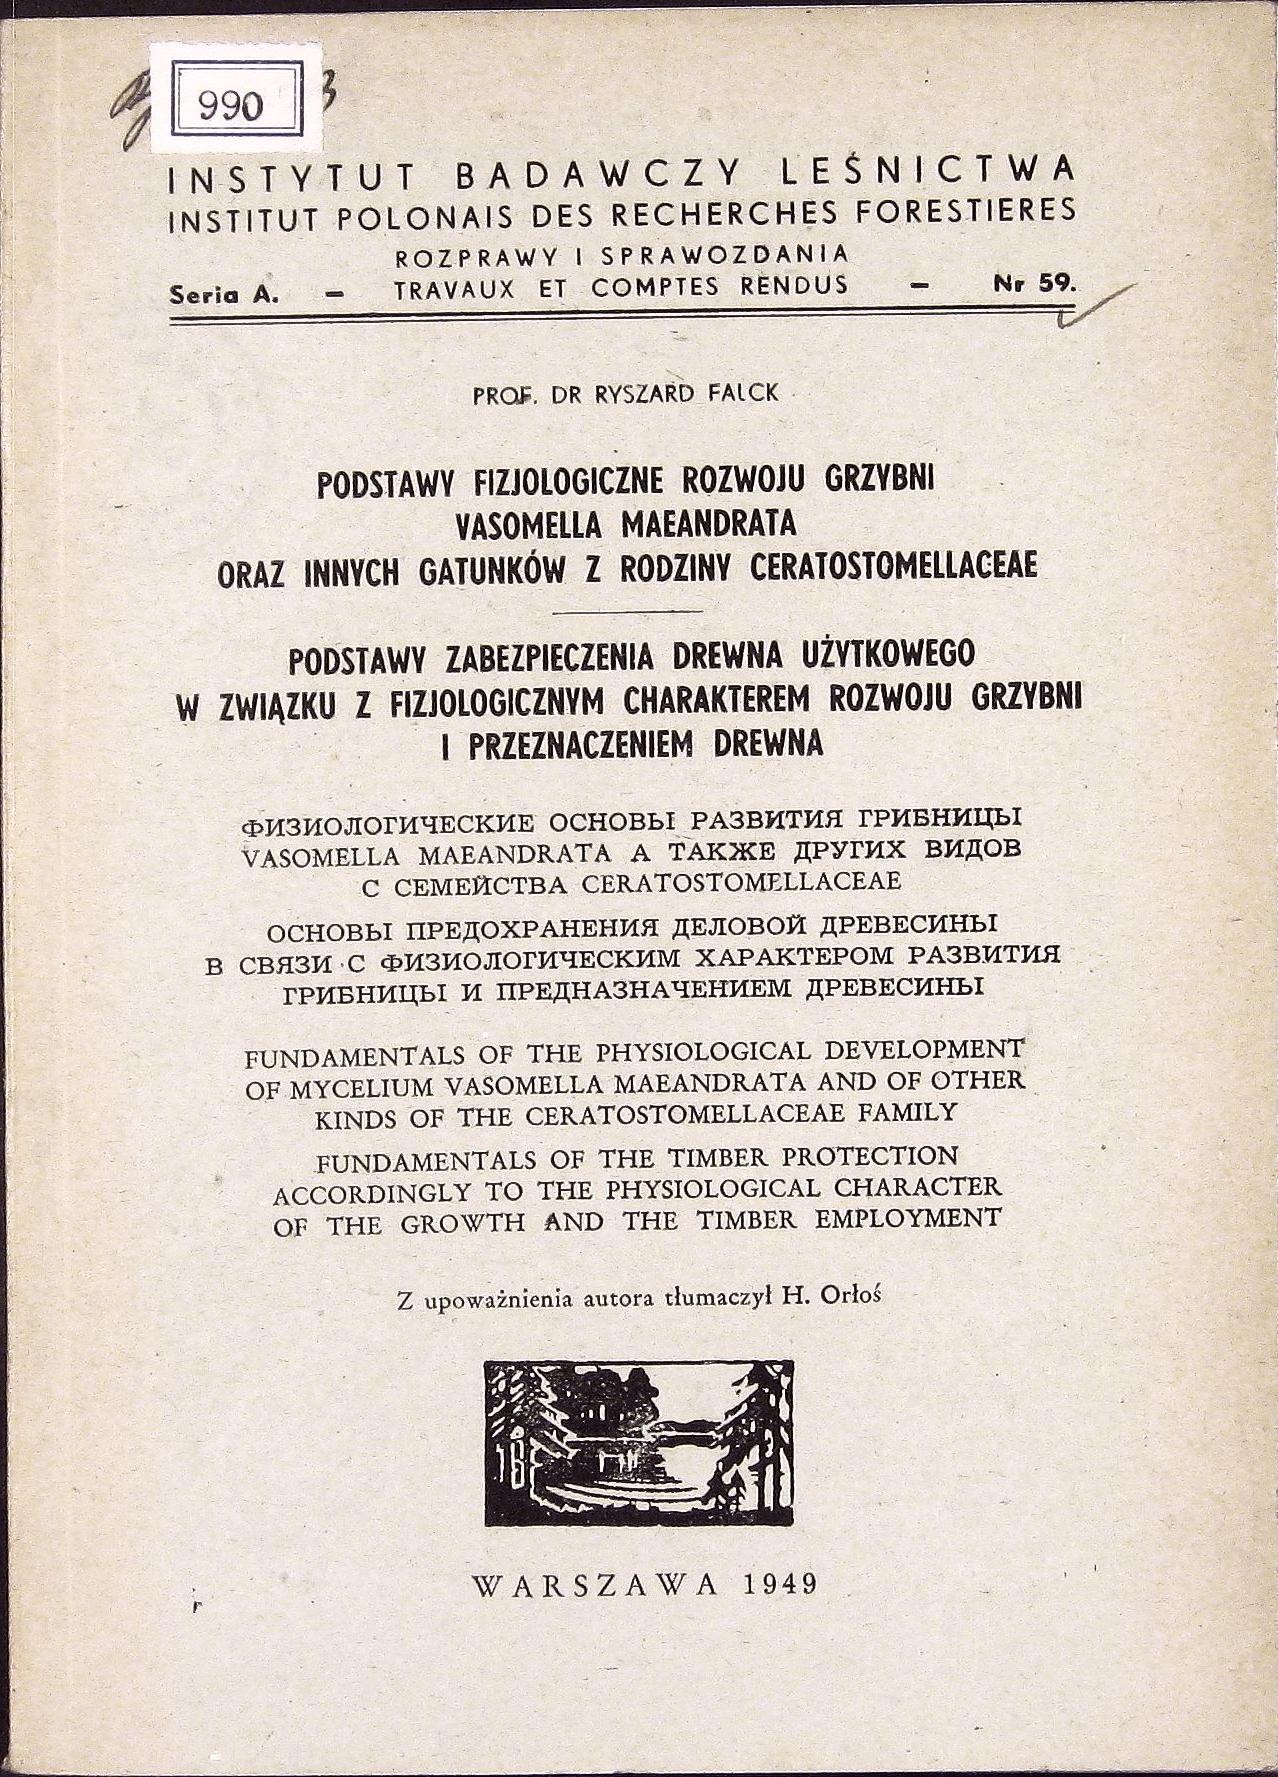 990
INSTYTUT BADAWCZY LEŚNICTWA
INSTITUT POLONAIS DES RECHERCHES FORESTIERES
ROZPRAWY I SPRAWOZDANIA
Seria A. – TRAVAUX ET COMPTES RENDUS – Nr 59.
PROF. DR RYSZARD FALCK
PODSTAWY FIZJOLOGICZNE ROZWOJU GRZYBNI
VASOMELLA MAEANDRATA
ORAZ INNYCH GATUNKÓW Z RODZINY CERATOSTOMELLACEAE
PODSTAWY ZABEZPIECZENIA DREWNA UŻYTKOWEGO
W ZWIĄZKU Z FIZJOLOGICZNYM CHARAKTEREM ROZWOJU GRZYBNI
I PRZEZNACZENIEM DREWNA
ФИЗИОЛОГИЧЕСКИЕ ОСНОВЫ РАЗВИТИЯ ГРИБНИЦЫ
VASOMELLA MAEANDRATA А ТАКЖЕ ДРУГИХ ВИДОВ
С СЕМЕЙСТВА CERATOSTOMELLACEAE
ОСНОВЫ ПРЕДОХРАНЕНИЯ ДЕЛОВОЙ ДРЕВЕСИНЫ
В СВЯЗИ С ФИЗИОЛОГИЧЕСКИМ ХАРАКТЕРОМ РАЗВИТИЯ
ГРИБНИЦЫ И ПРЕДНАЗНАЧЕНИЕМ ДРЕВЕСИНЫ
FUNDAMENTALS OF THE PHYSIOLOGICAL DEVELOPMENT
OF MYCELIUM VASOMELLA MAEANDRATA AND OF OTHER
KINDS OF THE CERATOSTOMELLACEAE FAMILY
FUNDAMENTALS OF THE TIMBER PROTECTION
ACCORDINGLY TO THE PHYSIOLOGICAL CHARACTER
OF THE GROWTH AND THE TIMBER EMPLOYMENT
Z upoważnienia autora tłumaczył H. Orłoś
WARSZAWA 1949